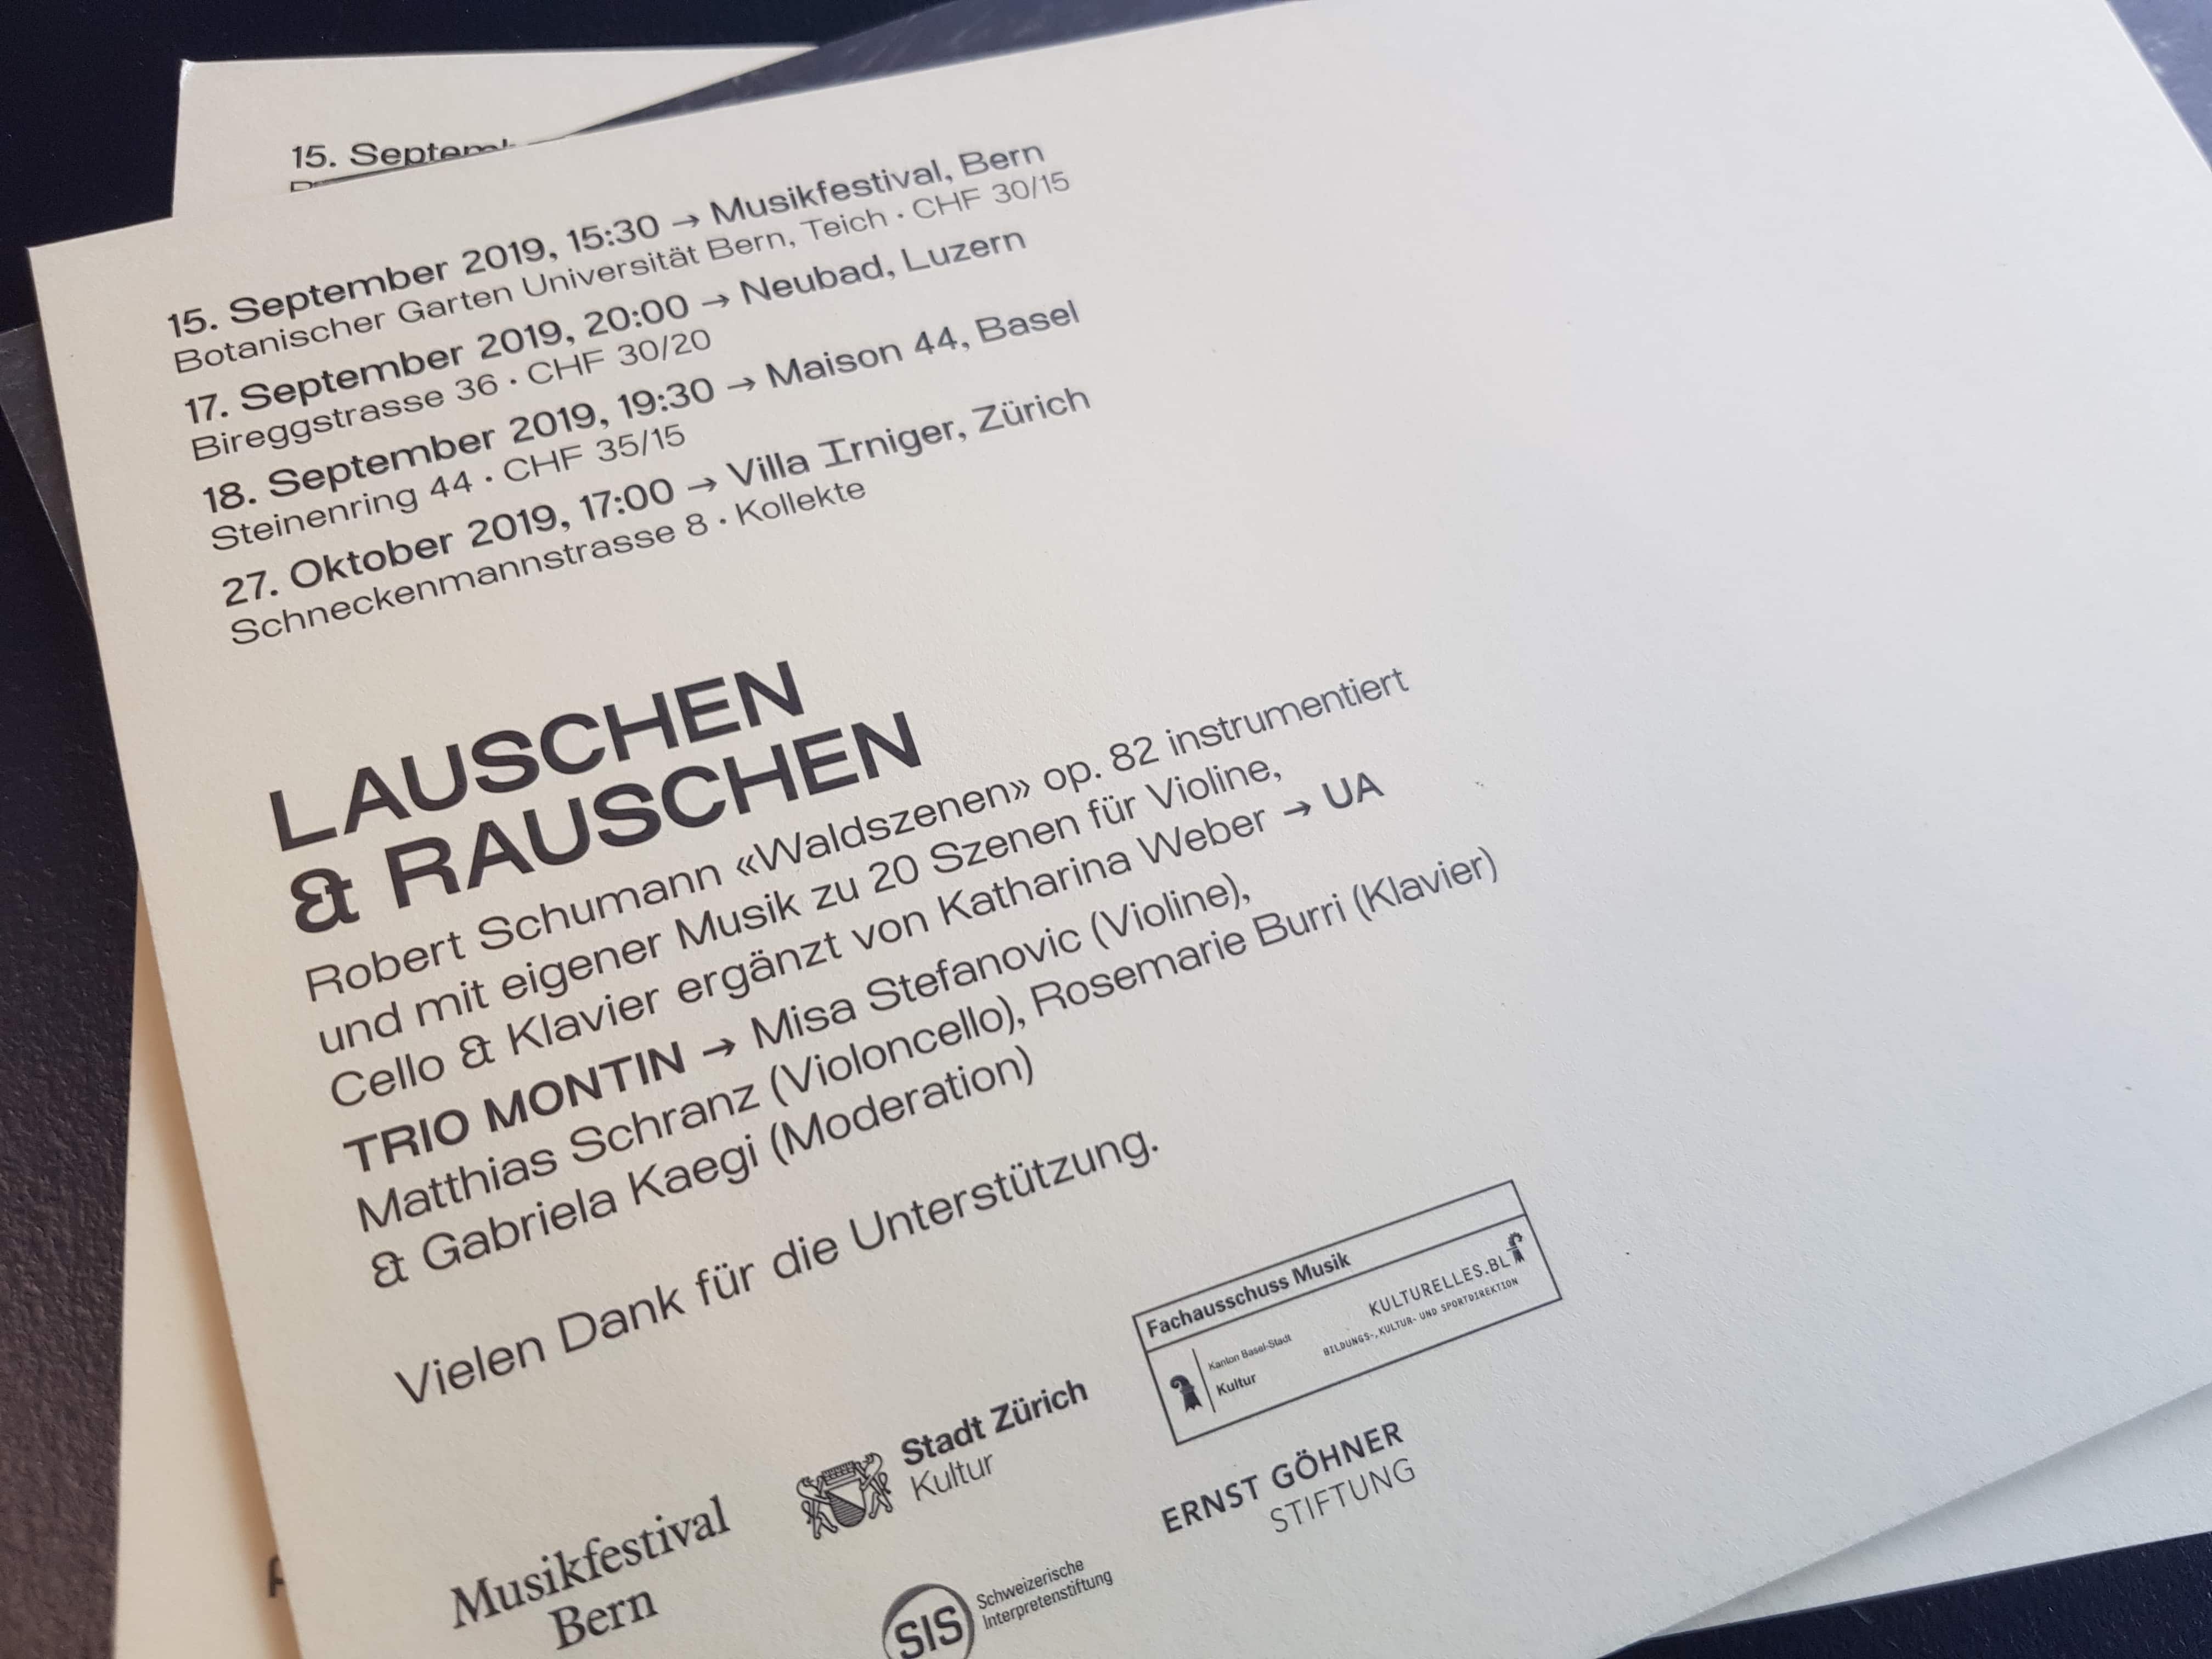 15. Septemb
15. September 2019, 15:30 → Musikfestival, Bern
Botanischer Garten Universität Bern, Teich · CHF 30/15
17. September 2019, 20:00 → Neubad, Luzern
Bireggstrasse 36 · CHF 30/20
18. September 2019, 19:30 → Maison 44, Basel
Steinenring 44 · CHF 35/15
27. Oktober 2019, 17:00 → Villa Irniger, Zürich
Schneckenmannstrasse 8 · Kollekte
LAUSCHEN
& RAUSCHEN
Robert Schumann «Waldszenen» op. 82 instrumentiert
und mit eigener Musik zu 20 Szenen für Violine,
Cello & Klavier ergänzt von Katharina Weber → UA
TRIO MONTIN → Misa Stefanovic (Violine),
Matthias Schranz (Violoncello), Rosemarie Burri (Klavier)
& Gabriela Kaegi (Moderation)
Vielen Dank für die Unterstützung.
Fachausschuss Musik
Kanton Basel-Stadt
Kultur
KULTURELLES.BL
BILDUNGS-, KULTUR- UND SPORTDIREKTION
Stadt Zürich
Kultur
ERNST GÖHNER
STIFTUNG
Musikfestival
Bern
SIS
Schweizerische
Interpretenstiftung